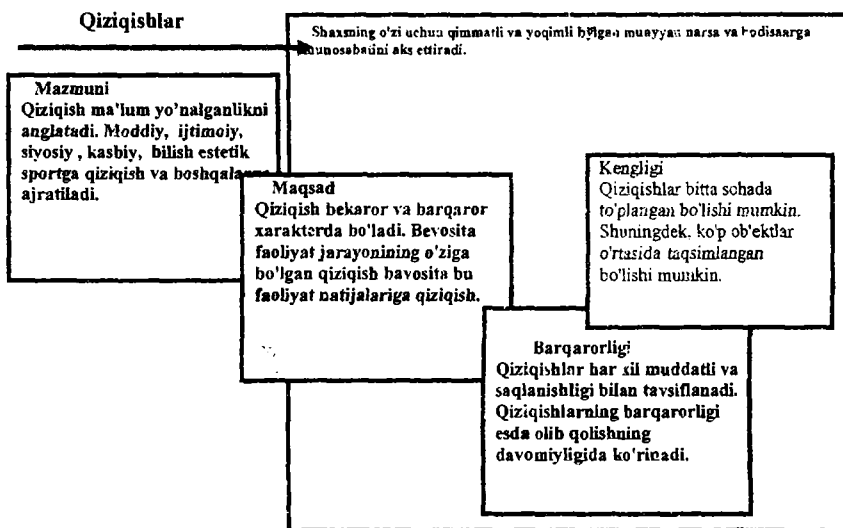 Qiziqishlar
Shaxsning o'zi uchun qimmatli va yoqimli bo'lgan muayyan narsa va hodisaarga
munosabatini aks ettiradi.
Mazmuni
Qiziqish ma'lum yo'nalganlikni
anglatadi. Moddiy, ijtimoiy,
siyosiy , kasbiy, bilish estetik
sportga qiziqish va boshqalarga
ajratiladi.
Maqsad
Qiziqish bekaror va barqaror
xarakterda bo'ladi. Bevosita
faoliyat jarayonining o'ziga
bo'lgan qiziqish bavosita bu
faoliyat natijalariga qiziqish.
Kengligi
Qiziqishlar bitta sohada
to'plangan bo'lishi mumkin.
Shuningdek, ko'p ob'ektlar
o'rtasida taqsimlangan
bo'lishi mumkin.
Barqarorligi
Qiziqishlar har xil muddatli va
saqlanishligi bilan tavsiflanadi.
Qiziqishlarning barqarorligi
esda olib qolishning
davomiyligida ko'rinadi.